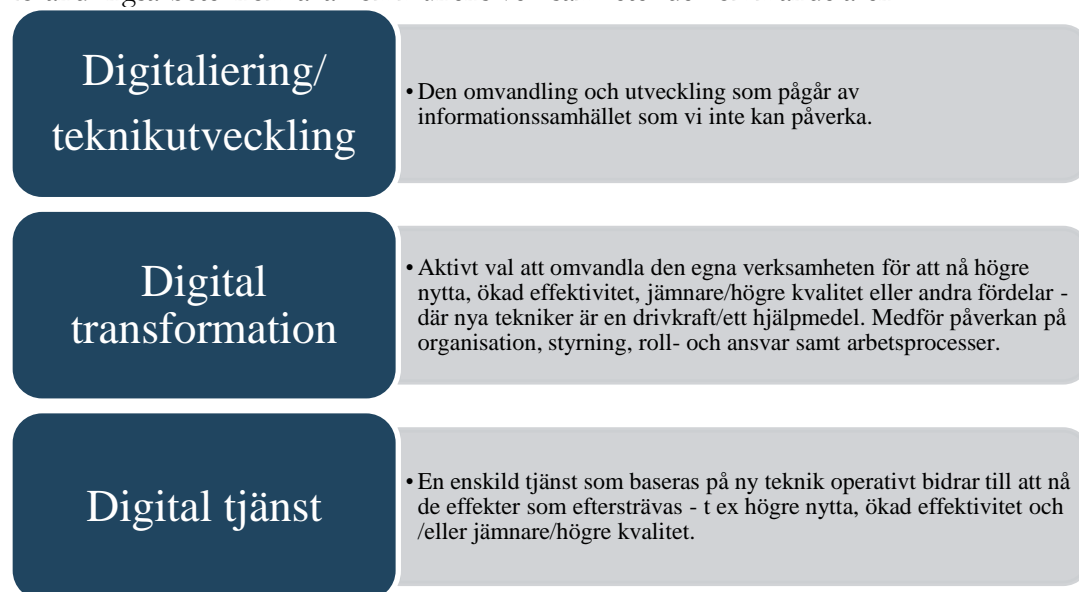 Digitaliering/
teknikutveckling
• Den omvandling och utveckling som pågår av
informationssamhället som vi inte kan påverka.
Digital
transformation
• Aktivt val att omvandla den egna verksamheten för att nå högre
nytta, ökad effektivitet, jämnare/högre kvalitet eller andra fördelar -
där nya tekniker är en drivkraft/ett hjälpmedel. Medför påverkan på
organisation, styrning, roll- och ansvar samt arbetsprocesser.
Digital tjänst
• En enskild tjänst som baseras på ny teknik operativt bidrar till att nå
de effekter som eftersträvas - t ex högre nytta, ökad effektivitet och
/eller jämnare/högre kvalitet.